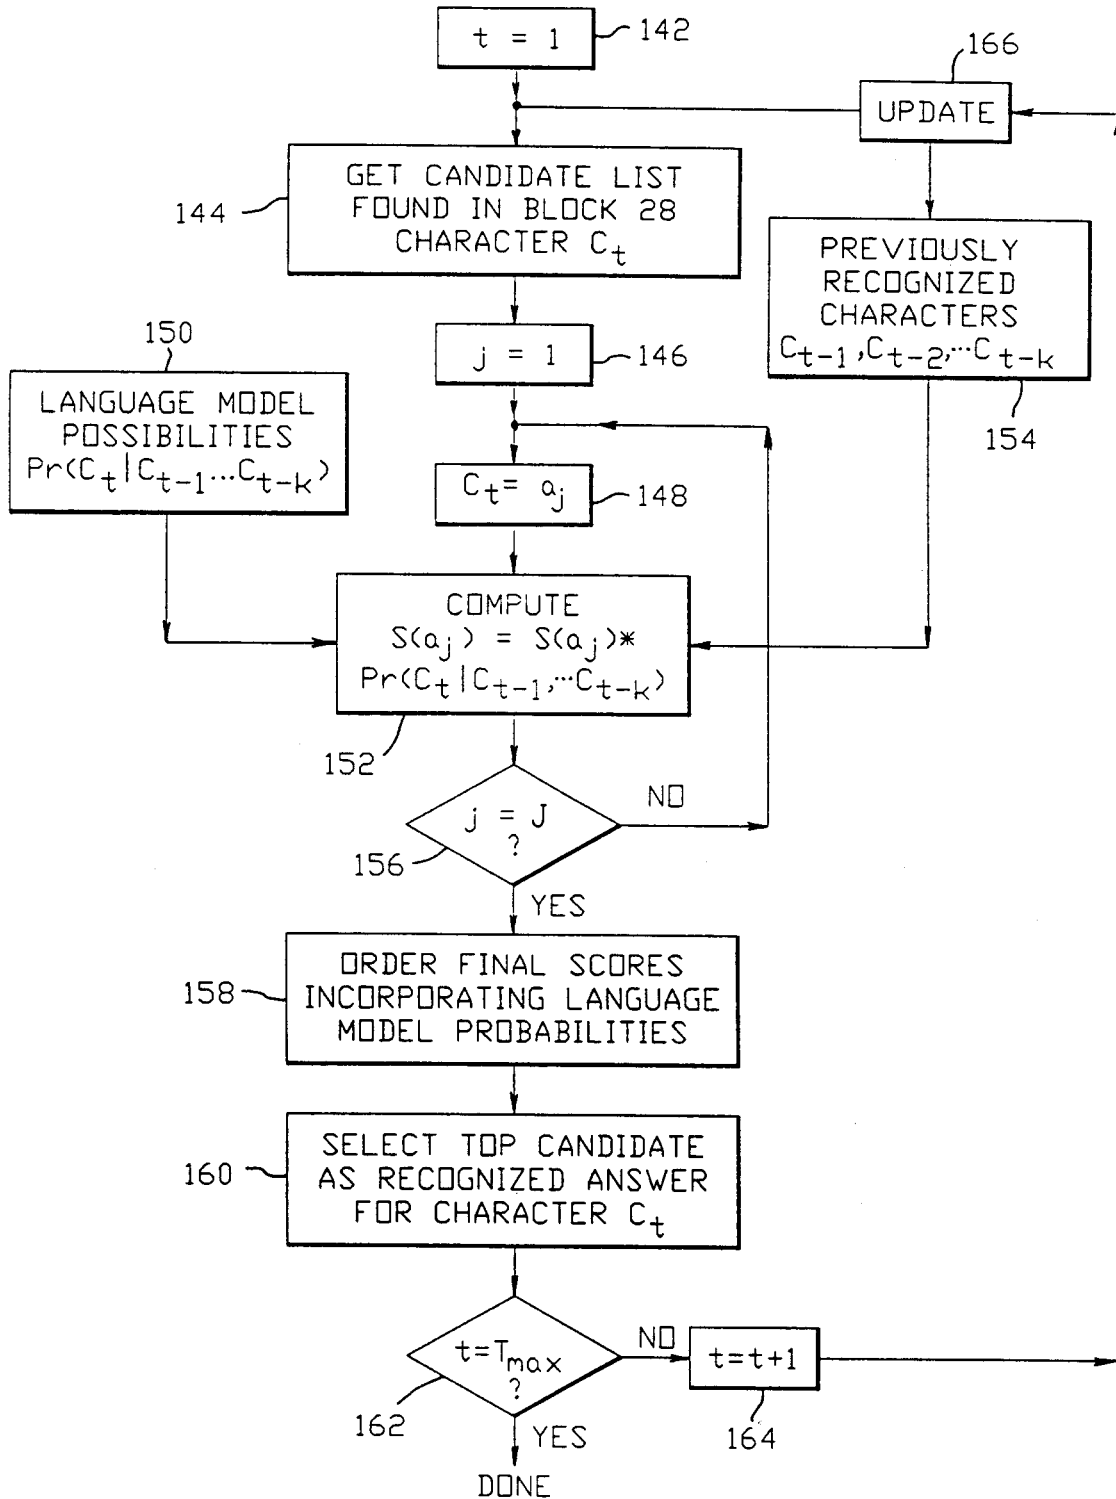 t = 1
142
166
UPDATE
144
GET CANDIDATE LIST
FOUND IN BLOCK 28
CHARACTER Ct
PREVIOUSLY
RECOGNIZED
CHARACTERS
Ct-1,Ct-2,...Ct-k
154
150
j = 1
146
LANGUAGE MODEL
POSSIBILITIES
Pr(Ct|Ct-1...Ct-k)
Ct= aj
148
COMPUTE
S(aj) = S(aj)*
Pr(Ct|Ct-1,...Ct-k)
152
j = J
?
NO
156
YES
158
ORDER FINAL SCORES
INCORPORATING LANGUAGE
MODEL PROBABILITIES
160
SELECT TOP CANDIDATE
AS RECOGNIZED ANSWER
FOR CHARACTER Ct
t=Tmax
?
NO
t=t+1
162
164
YES
DONE